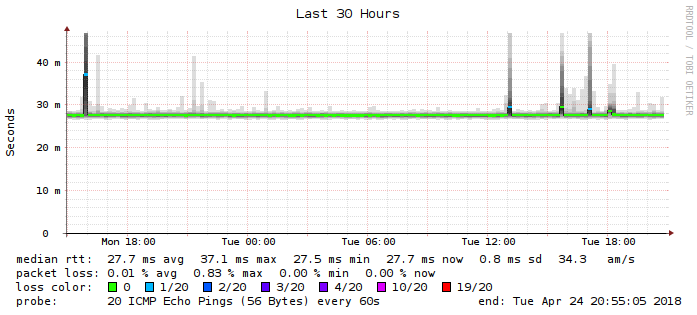 Last 30 Hours
RRDTOOL / TOBI OETIKER
Seconds
40 m
30 m
20 m
10 m
0
Mon 18:00 Tue 00:00 Tue 06:00 Tue 12:00 Tue 18:00
median rtt: 27.7 ms avg 37.1 ms max 27.5 ms min 27.7 ms now 0.8 ms sd 34.3 am/s
packet loss: 0.01 % avg 0.83 % max 0.00 % min 0.00 % now
loss color: 0 1/20 2/20 3/20 4/20 10/20 19/20
probe: 20 ICMP Echo Pings (56 Bytes) every 60s end: Tue Apr 24 20:55:05 2018